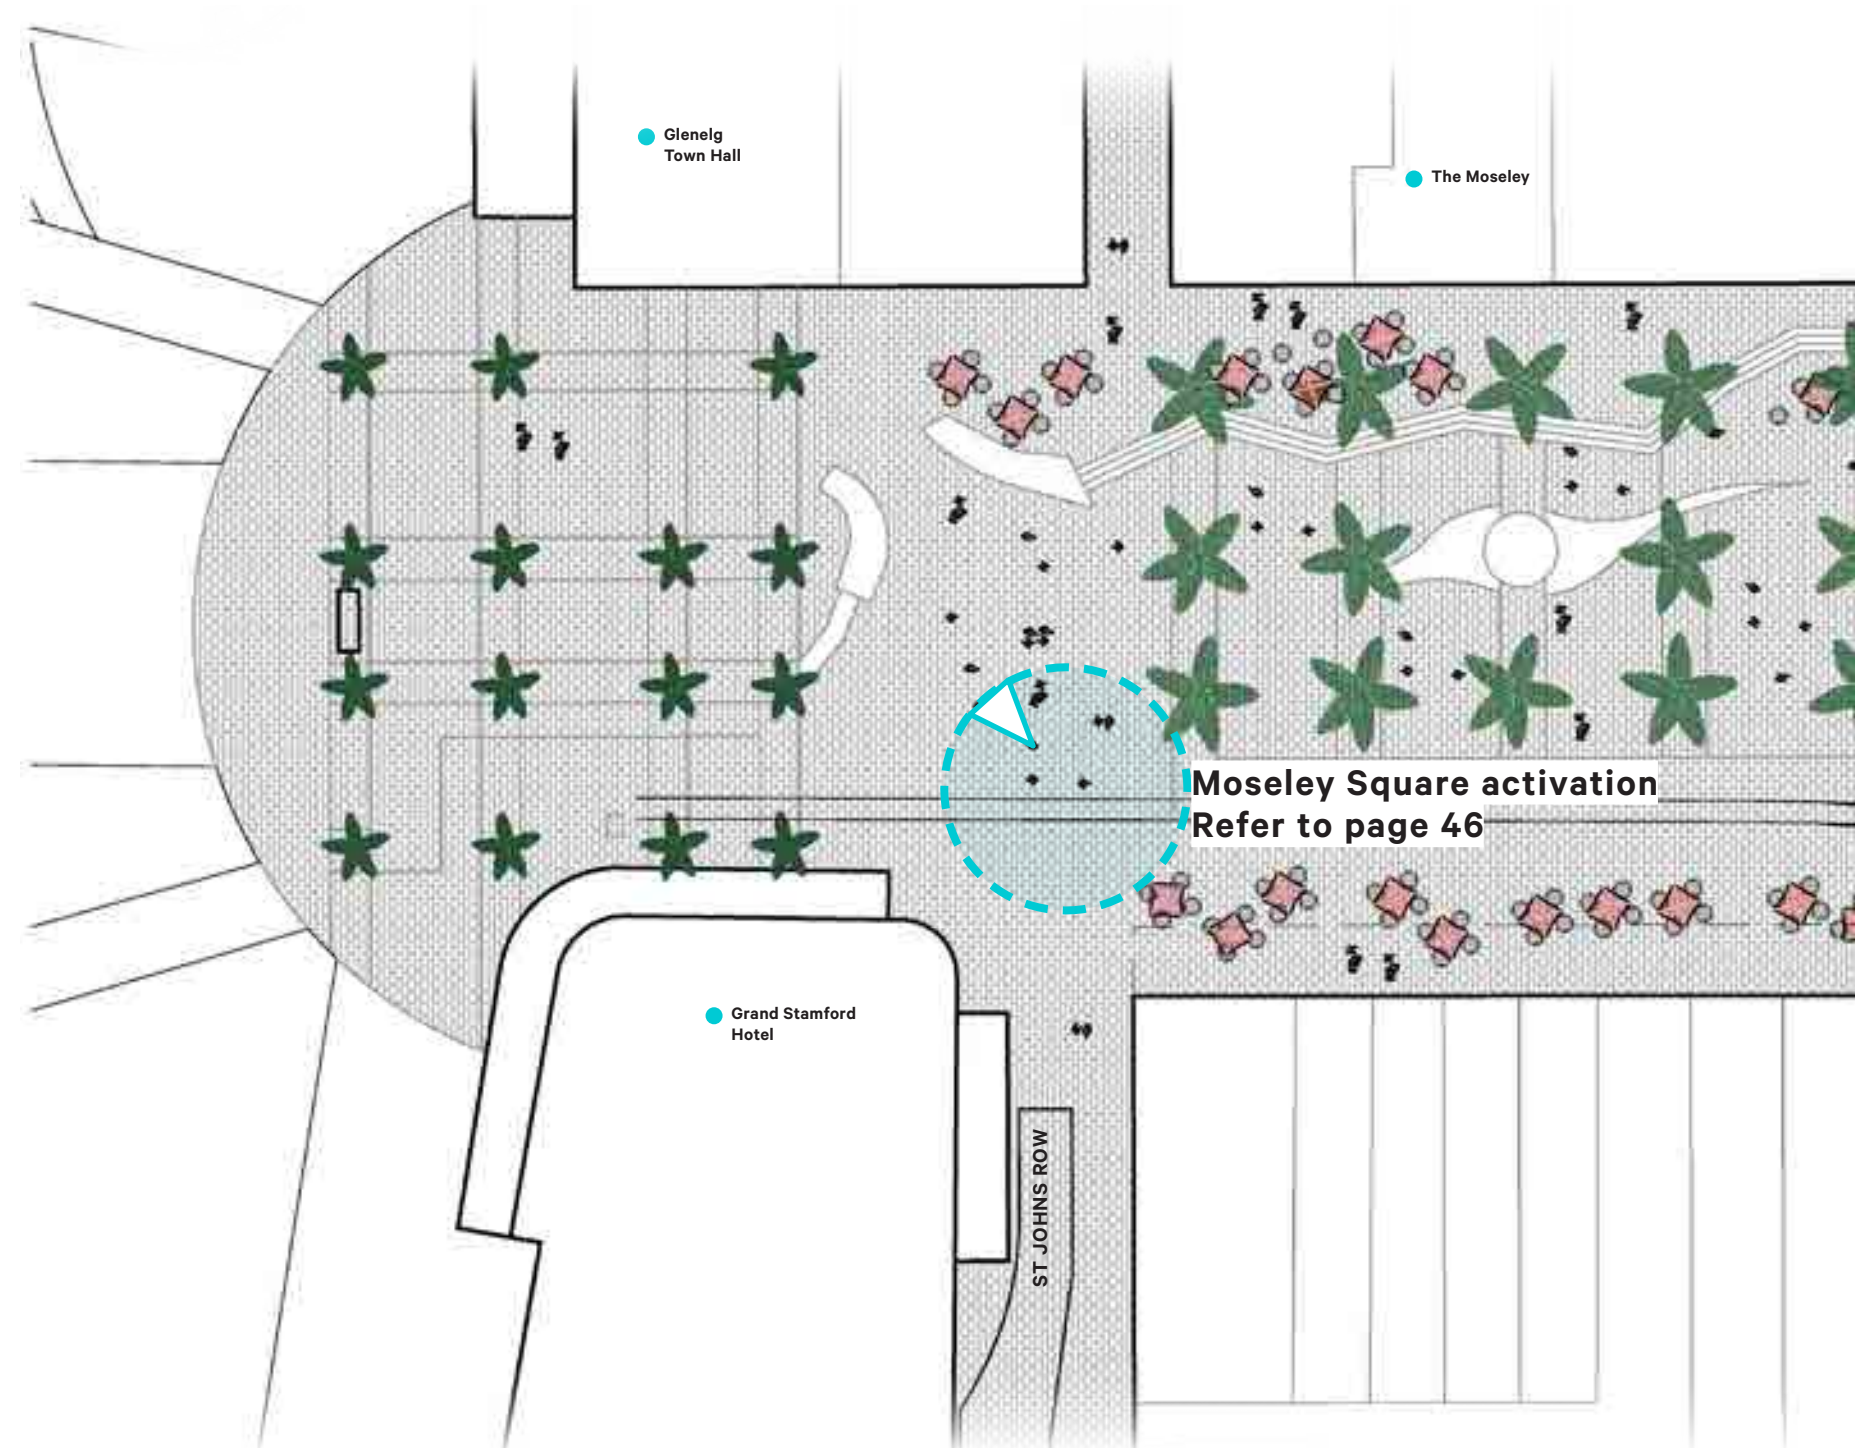 Glenelg
Town Hall
The Moseley
Moseley Square activation
Refer to page 46
Grand Stamford
Hotel
ST JOHNS ROW